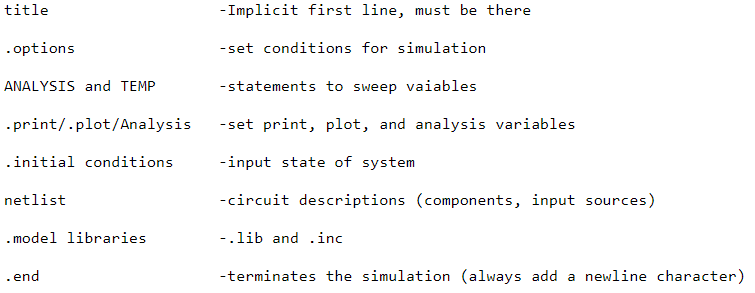 title -Implicit first line, must be there
.options -set conditions for simulation
ANALYSIS and TEMP -statements to sweep vaiables
.print/.plot/Analysis -set print, plot, and analysis variables
.initial conditions -input state of system
netlist -circuit descriptions (components, input sources)
.model libraries -.lib and .inc
.end -terminates the simulation (always add a newline character)